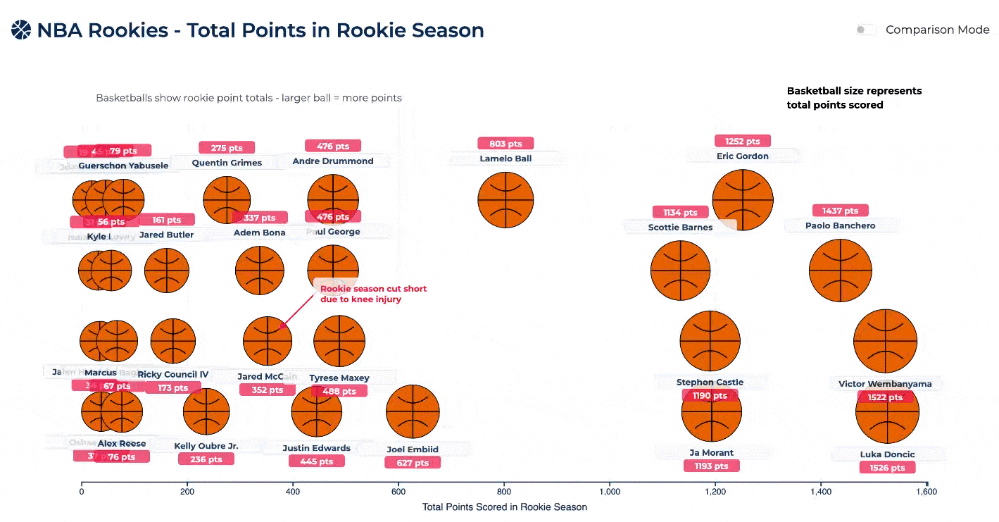 NBA Rookies - Total Points in Rookie Season
Comparison Mode
Basketballs show rookie point totals - larger ball = more points
Basketball size represents
total points scored
79 pts
Guerschon Yabusele
275 pts
Quentin Grimes
476 pts
Andre Drummond
803 pts
Lamelo Ball
1252 pts
Eric Gordon
56 pts
Kyle
161 pts
Jared Butler
337 pts
Adem Bona
476 pts
Paul George
1134 pts
Scottie Barnes
1437 pts
Paolo Banchero
Rookie season cut short
due to knee injury
Marcus
67 pts
Ricky Council IV
173 pts
Jared McCain
352 pts
Tyrese Maxey
488 pts
Stephon Castle
1190 pts
Victor Wembanyama
1522 pts
Alex Reese
76 pts
Kelly Oubre Jr.
236 pts
Justin Edwards
445 pts
Joel Embiid
627 pts
Ja Morant
1193 pts
Luka Doncic
1526 pts
0 200 400 600 800 1,000 1,200 1,400 1,600
Total Points Scored in Rookie Season